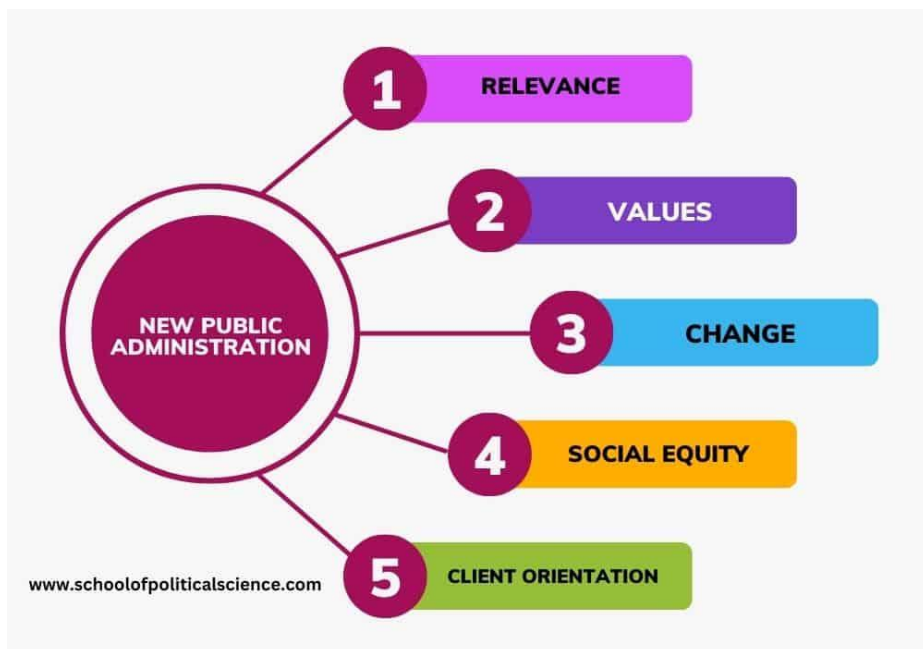 1
RELEVANCE
2
VALUES
NEW PUBLIC
ADMINISTRATION
3
CHANGE
4
SOCIAL EQUITY
5
CLIENT ORIENTATION
www.schoolofpoliticalscience.com